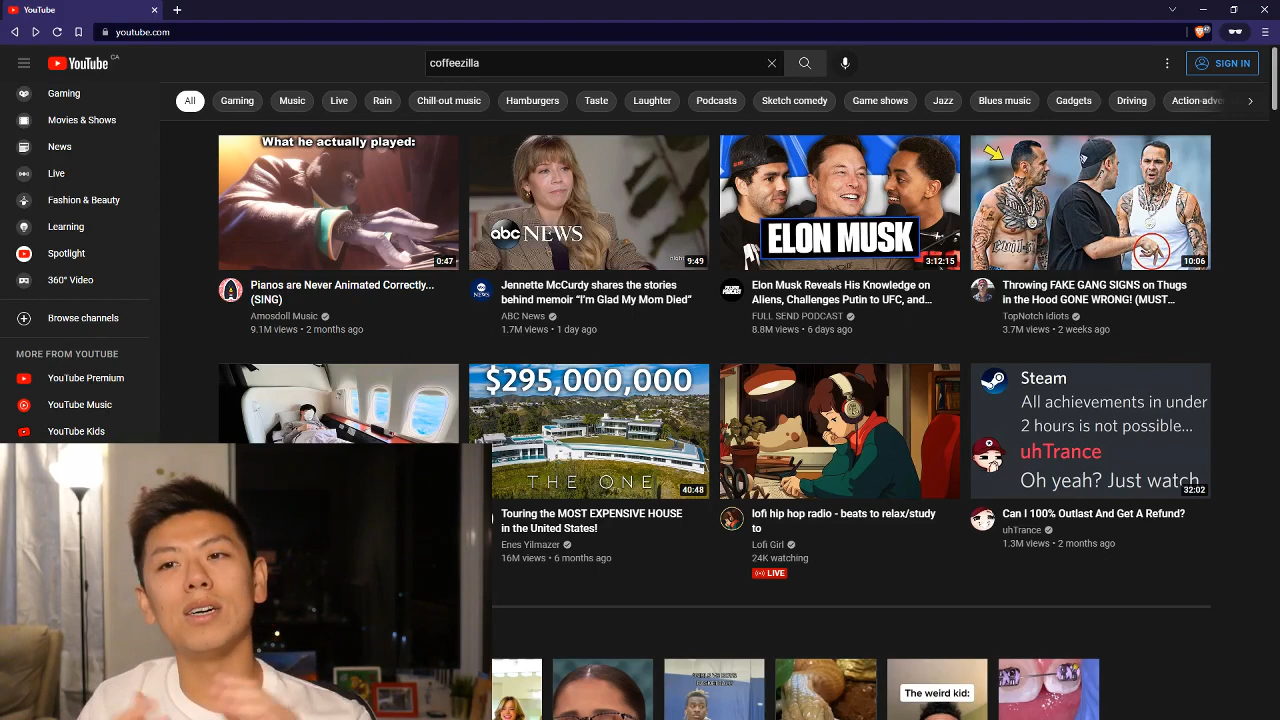 YouTube
youtube.com
YouTube CA
coffeezilla
SIGN IN
Gaming
Movies & Shows
News
Live
Fashion & Beauty
Learning
Spotlight
360° Video
Browse channels
MORE FROM YOUTUBE
YouTube Premium
YouTube Music
YouTube Kids
All
Gaming
Music
Live
Rain
Chill-out music
Hamburgers
Taste
Laughter
Podcasts
Sketch comedy
Game shows
Jazz
Blues music
Gadgets
Driving
What he actually played:
0:47
Pianos are Never Animated Correctly...
(SING)
Amosdoll Music
9.1M views • 2 months ago
abc NEWS
9:49
Jennette McCurdy shares the stories
behind memoir “I’m Glad My Mom Died”
ABC News
1.7M views • 1 day ago
ELON MUSK
3:12:15
Elon Musk Reveals His Knowledge on
Aliens, Challenges Putin to UFC, and...
FULL SEND PODCAST
8.8M views • 6 days ago
10:06
Throwing FAKE GANG SIGNS on Thugs
in the Hood GONE WRONG! (MUST...
TopNotch Idiots
3.7M views • 2 weeks ago
$295,000,000
THE ONE
40:48
Touring the MOST EXPENSIVE HOUSE
in the United States!
Enes Yilmazer
16M views • 6 months ago
lofi hip hop radio - beats to relax/study
to
Lofi Girl
24K watching
LIVE
Steam
All achievements in under
2 hours is not possible...
uhTrance
Oh yeah? Just watch
32:02
Can I 100% Outlast And Get A Refund?
uhTrance
1.3M views • 2 months ago
The weird kid: